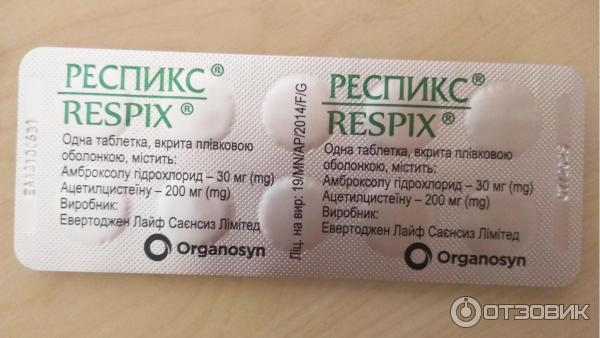 РЕСПИКС®
RESPIX®
Одна таблетка, вкрита плівковою
оболонкою, містить:
Амброксолу гідрохлорид – 30 мг (mg)
Ацетилцистеїну – 200 мг (mg)
Виробник:
Евертоджен Лайф Саєнсиз Лімітед
Organosyn
Ліц. на вир: 19/MN/AP/2014/F/G
РЕСПИКС®
RESPIX®
Одна таблетка, вкрита плівковою
оболонкою, містить:
Амброксолу гідрохлорид – 30 мг (mg)
Ацетилцистеїну – 200 мг (mg)
Виробник:
Евертоджен Лайф Саєнсиз Лімітед
Organosyn
ОТЗОВИК